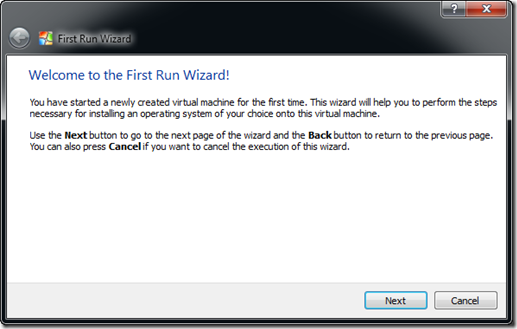 ?
First Run Wizard
Welcome to the First Run Wizard!
You have started a newly created virtual machine for the first time. This wizard will help you to perform the steps
necessary for installing an operating system of your choice onto this virtual machine.
Use the Next button to go to the next page of the wizard and the Back button to return to the previous page.
You can also press Cancel if you want to cancel the execution of this wizard.
Next Cancel